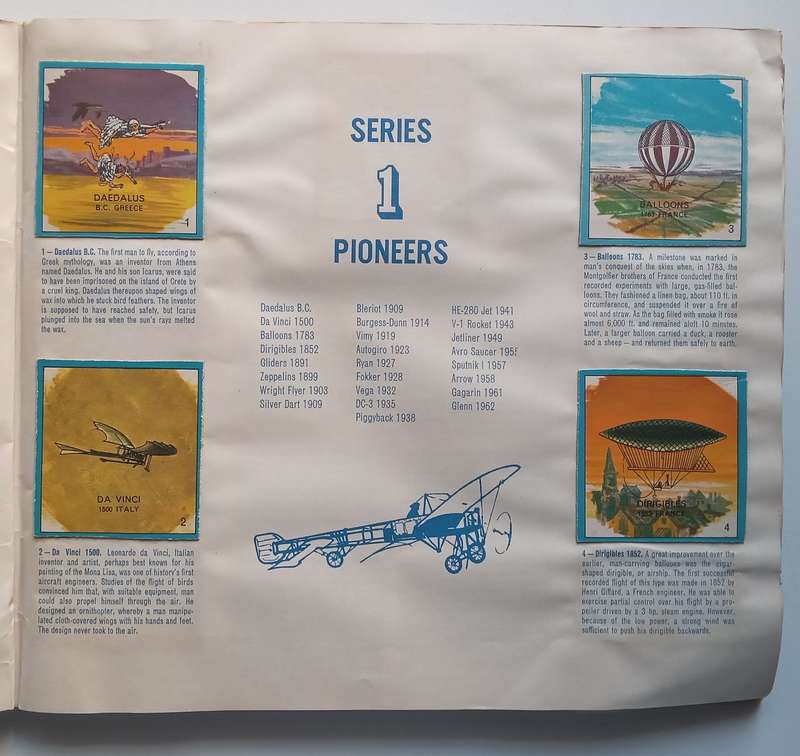 DAEDALUS
B.C. GREECE
1
1 — Daedalus B.C. The first man to fly, according to
Greek mythology, was an inventor from Athens
named Daedalus. He and his son Icarus, were said
to have been imprisoned on the island of Crete by
a cruel king. Daedalus thereupon shaped wings of
wax into which he stuck bird feathers. The inventor
is supposed to have reached safely, but Icarus
plunged into the sea when the sun's rays melted
the wax.
DA VINCI
1500 ITALY
2
2 – Da Vinci 1500. Leonardo da Vinci, Italian
inventor and artist, perhaps best known for his
painting of the Mona Lisa, was one of history's first
aircraft engineers. Studies of the flight of birds
convinced him that, with suitable equipment, man
could also propel himself through the air. He
designed an ornithopter, whereby a man manipu-
lated cloth-covered wings with his hands and feet.
The design never took to the air.
SERIES
1
PIONEERS
Daedalus B.C.
Da Vinci 1500
Balloons 1783
Dirigibles 1852
Gliders 1891
Zeppelins 1899
Wright Flyer 1903
Silver Dart 1909
Bleriot 1909
Burgess-Dunn 1914
Vimy 1919
Autogiro 1923
Ryan 1927
Fokker 1928
Vega 1932
DC-3 1935
Piggyback 1938
HE-280 Jet 1941
V-1 Rocket 1943
Jetliner 1949
Avro Saucer 195
Sputnik I 1957
Arrow 1958
Gagarin 1961
Glenn 1962
BALLOONS
1783 FRANCE
3
3 – Balloons 1783. A milestone was marked in
man's conquest of the skies when, in 1783, the
Montgolfier brothers of France conducted the first
recorded experiments with large, gas-filled bal-
loons. They fashioned a linen bag, about 110 ft. in
circumference, and suspended it over a fire of
wool and straw. As the bag filled with smoke it rose
almost 6,000 ft. and remained aloft 10 minutes.
Later, a larger balloon carried a duck, a rooster
and a sheep — and returned them safely to earth.
DIRIGIBLES
1852 FRANCE
4
4 – Dirigibles 1852. A great improvement over the
earlier, man-carrying balloons was the cigar-
shaped dirigible, or airship. The first successful
recorded flight of this type was made in 1852 by
Henri Giffard, a French engineer. He was able to
exercise partial control over his flight by a pro-
peller driven by a 3 hp. steam engine. However,
because of the low power, a strong wind was
sufficient to push his dirigible backwards.